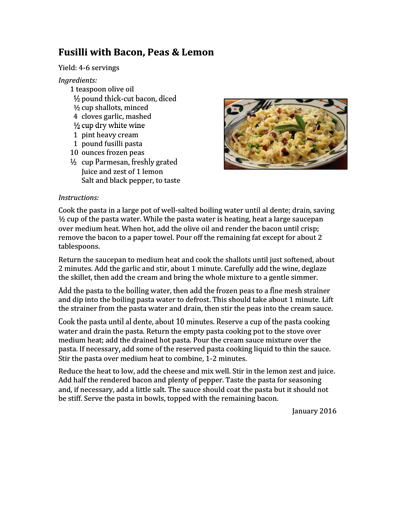 Fusilli with Bacon, Peas & Lemon
Yield: 4-6 servings
Ingredients:
1 teaspoon olive oil
½ pound thick-cut bacon, diced
½ cup shallots, minced
4 cloves garlic, mashed
½ cup dry white wine
1 pint heavy cream
1 pound fusilli pasta
10 ounces frozen peas
½ cup Parmesan, freshly grated
Juice and zest of 1 lemon
Salt and black pepper, to taste
Instructions:
Cook the pasta in a large pot of well-salted boiling water until al dente; drain, saving
½ cup of the pasta water. While the pasta water is heating, heat a large saucepan
over medium heat. When hot, add the olive oil and render the bacon until crisp;
remove the bacon to a paper towel. Pour off the remaining fat except for about 2
tablespoons.
Return the saucepan to medium heat and cook the shallots until just softened, about
2 minutes. Add the garlic and stir, about 1 minute. Carefully add the wine, deglaze
the skillet, then add the cream and bring the whole mixture to a gentle simmer.
Add the pasta to the boiling water, then add the frozen peas to a fine mesh strainer
and dip into the boiling pasta water to defrost. This should take about 1 minute. Lift
the strainer from the pasta water and drain, then stir the peas into the cream sauce.
Cook the pasta until al dente, about 10 minutes. Reserve a cup of the pasta cooking
water and drain the pasta. Return the empty pasta cooking pot to the stove over
medium heat; add the drained hot pasta. Pour the cream sauce mixture over the
pasta. If necessary, add some of the reserved pasta cooking liquid to thin the sauce.
Stir the pasta over medium heat to combine, 1-2 minutes.
Reduce the heat to low, add the cheese and mix well. Stir in the lemon zest and juice.
Add half the rendered bacon and plenty of pepper. Taste the pasta for seasoning
and, if necessary, add a little salt. The sauce should coat the pasta but it should not
be stiff. Serve the pasta in bowls, topped with the remaining bacon.
January 2016